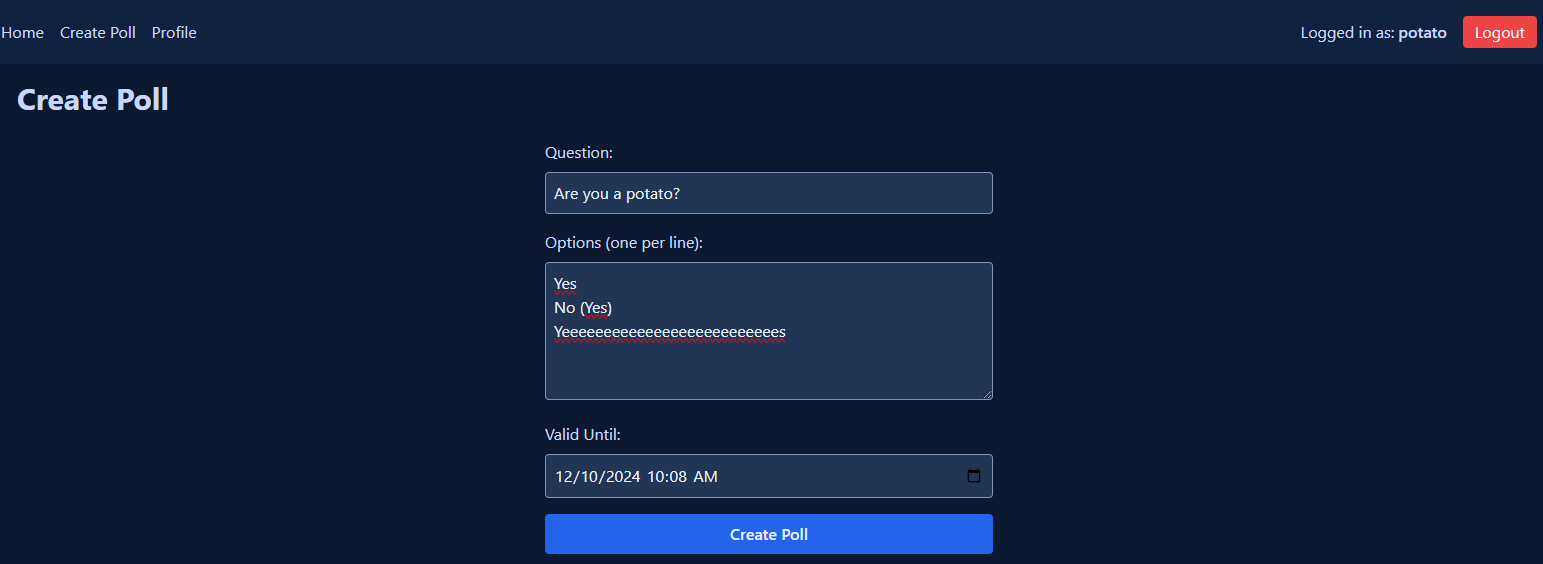 Home Create Poll Profile Logged in as: potato Logout
Create Poll
Question:
Are you a potato?
Options (one per line):
Yes
No (Yes)
Yeeeeeeeeeeeeeeeeeeeeeeeeeees
Valid Until:
12/10/2024 10:08 AM
Create Poll